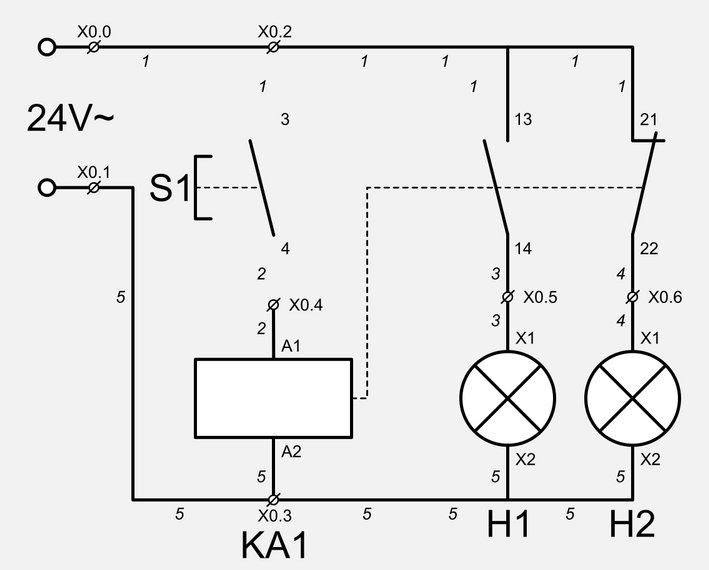 X0.0 X0.2
1 1 1 1
1 1 1
3 13 21
24V~
X0.1
S1
4 14 22
2 3 4
5 X0.4 X0.5 X0.6
2 3 4
A1 X1 X1
A2 X2 X2
5 5 5
5 X0.3 5 5 5
KA1 H1 H2